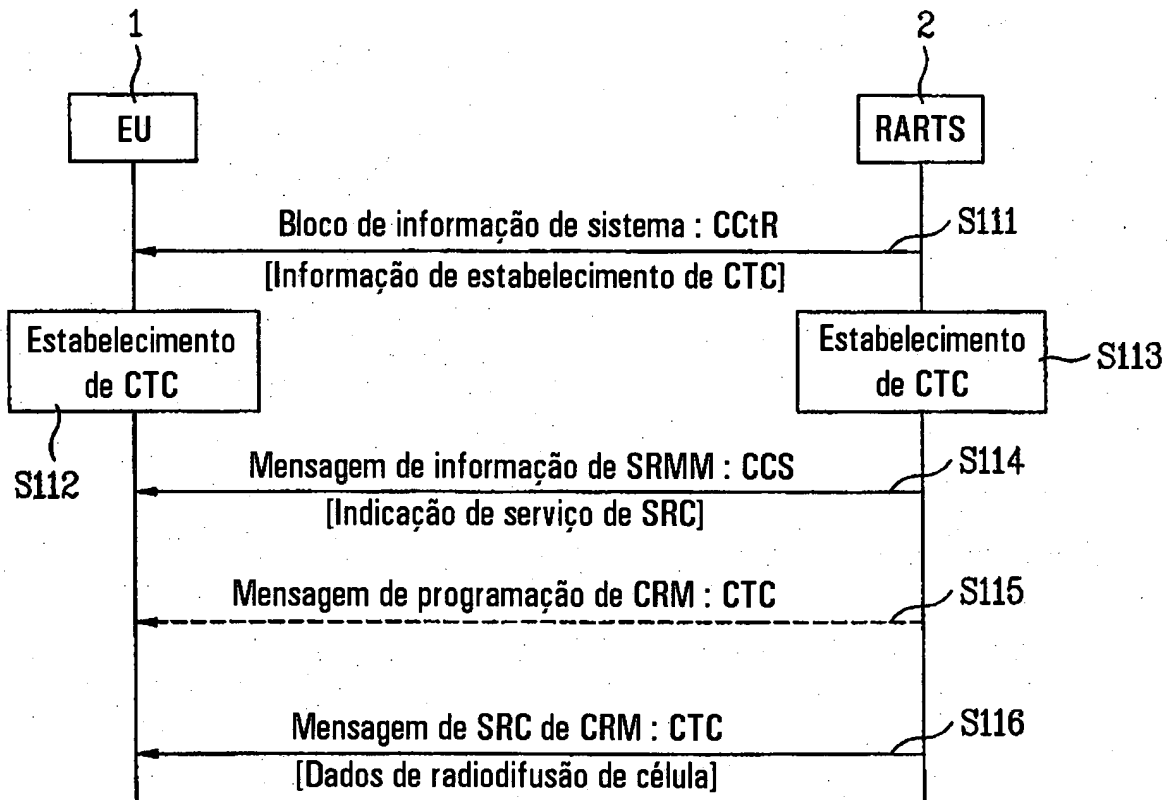 1
2
EU
RARTS
Bloco de informação de sistema : CCtR
S111
[Informação de estabelecimento de CTC]
Estabelecimento
de CTC
Estabelecimento
de CTC
S113
S112
Mensagem de informação de SRMM : CCS
S114
[Indicação de serviço de SRC]
Mensagem de programação de CRM : CTC
S115
Mensagem de SRC de CRM : CTC
S116
[Dados de radiodifusão de célula]